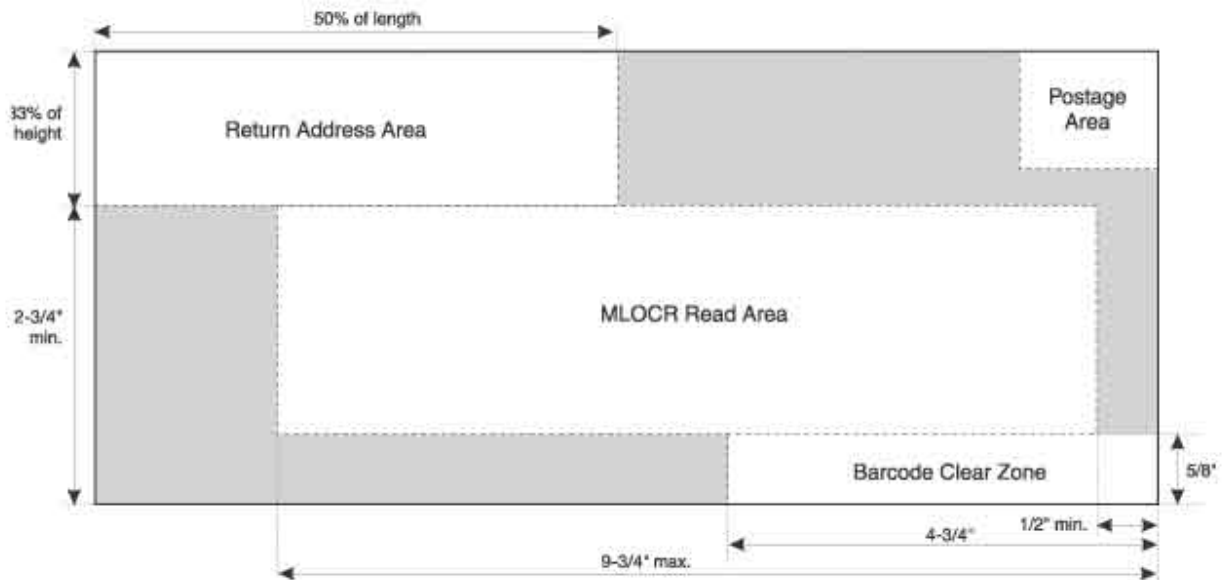 50% of length
33% of
height
Return Address Area
Postage
Area
2-3/4"
min.
MLOCR Read Area
Barcode Clear Zone
5/8"
1/2" min.
4-3/4"
9-3/4" max.